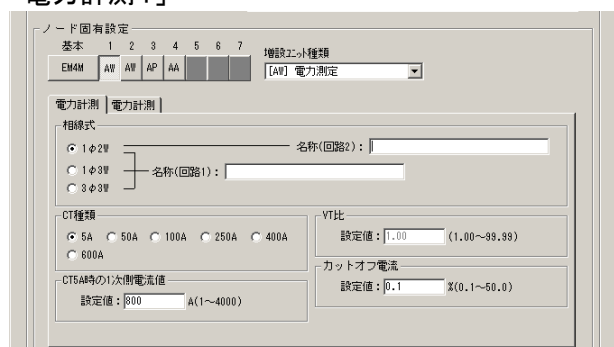 電力計測1」
ノード固有設定
基本 1 2 3 4 5 6 7 増設ユニット種類
EM4M AW AW AP AA [AW] 電力測定
電力計測 電力計測
相線式
1φ2W 名称(回路2):
1φ3W 名称(回路1):
3φ3W
CT種類 VT比
5A 50A 100A 250A 400A 設定値: 1.00 (1.00~99.99)
600A
カットオフ電流
CT5A時の1次側電流値 設定値: 0.1 %(0.1~50.0)
設定値: 800 A(1~4000)